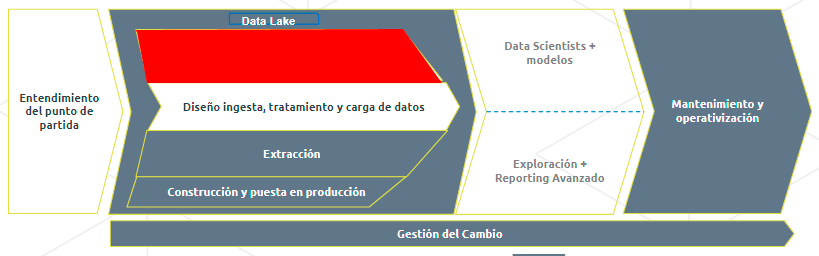 Data Lake
Entendimiento
del punto de
partida
Diseño ingesta, tratamiento y carga de datos
Extracción
Construcción y puesta en producción
Data Scientists +
modelos
Exploración +
Reporting Avanzado
Mantenimiento y
operativización
Gestión del Cambio